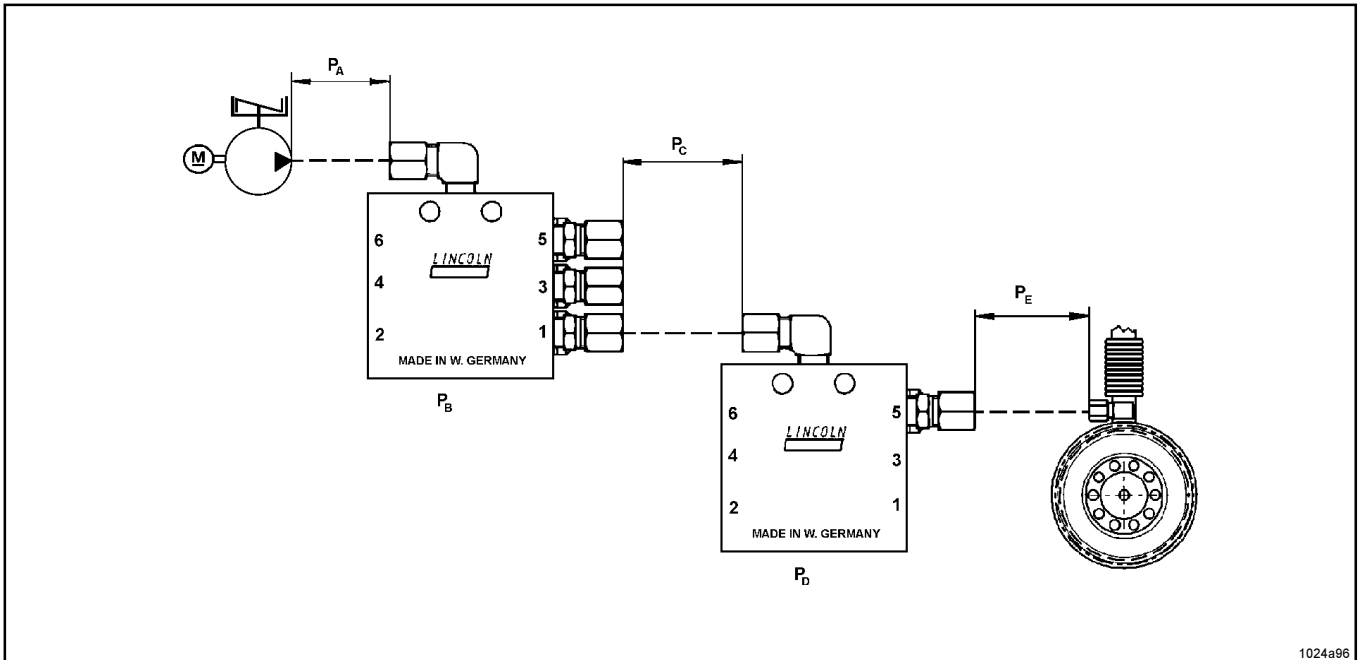 PA
M
PC
6 5
LINCOLN
4 3
2 1
MADE IN W. GERMANY
PB
PE
6 5
LINCOLN
4 3
2 1
MADE IN W. GERMANY
PD
1024a96